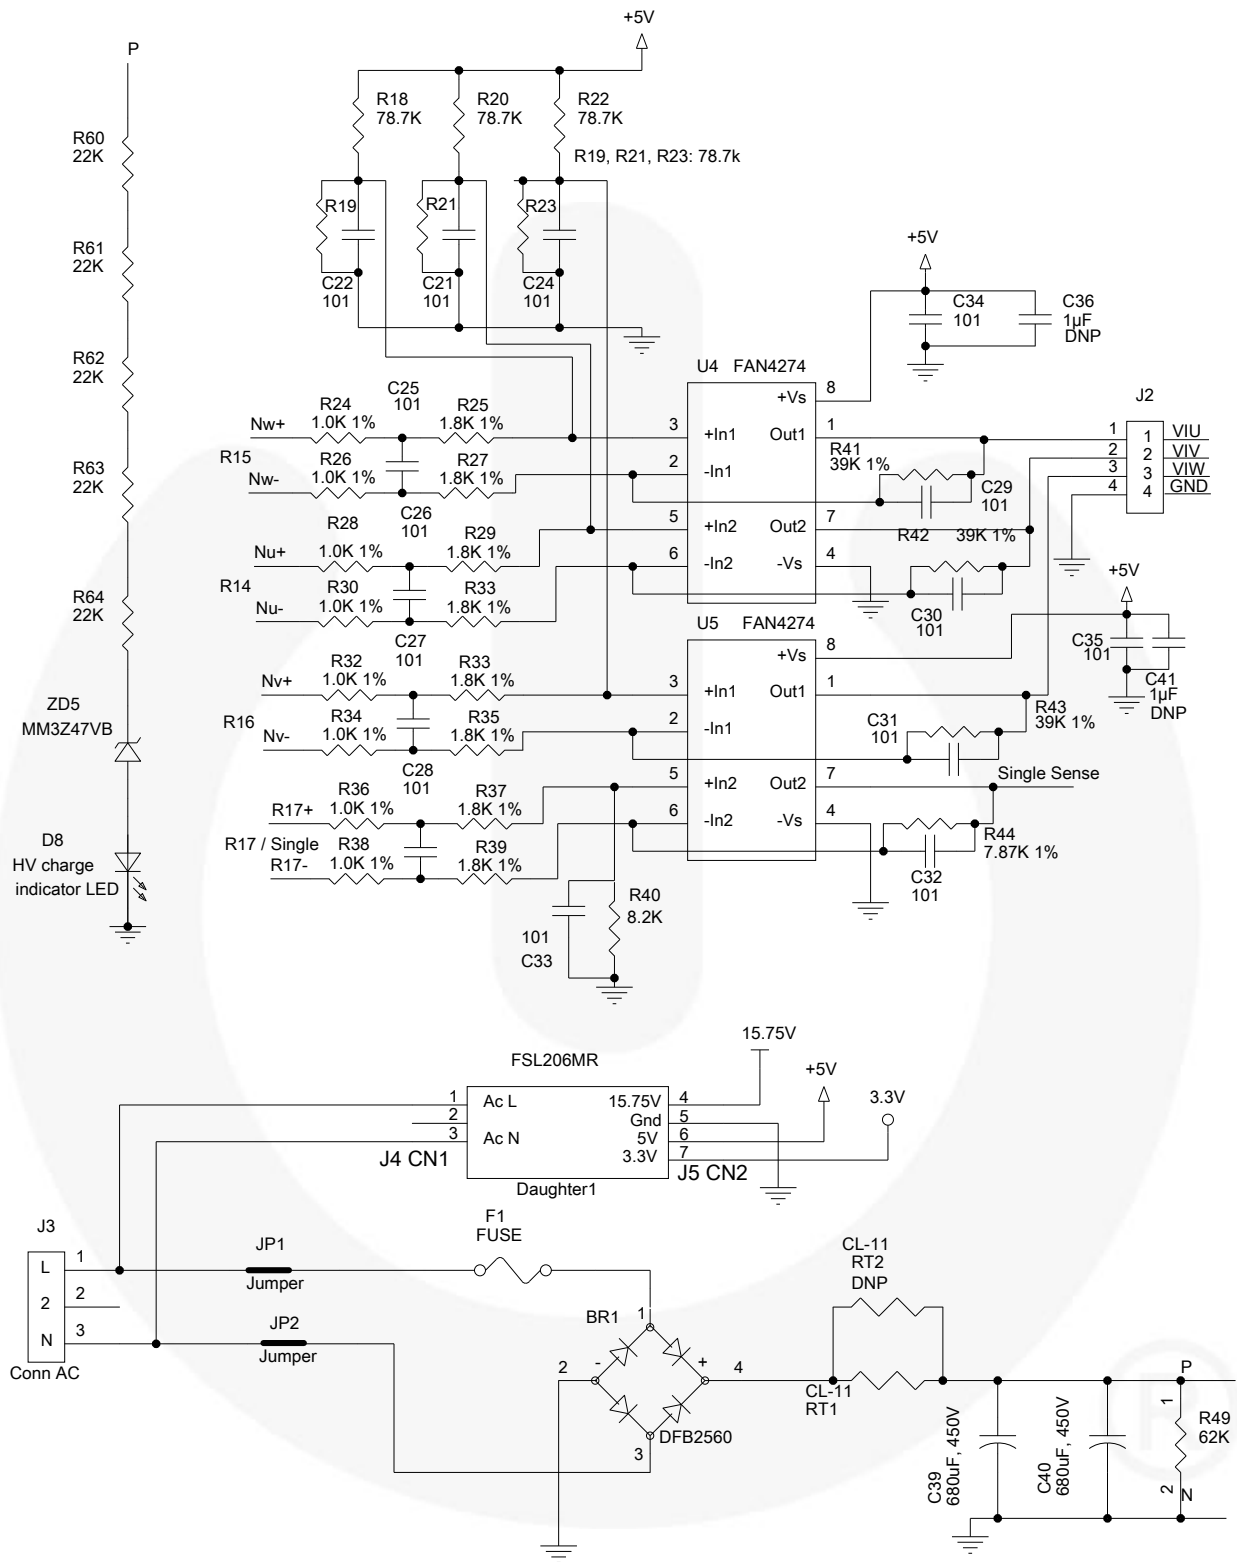 P
+5V
R60
22K
R61
22K
R62
22K
R63
22K
R64
22K
ZD5
MM3Z47VB
D8
HV charge
indicator LED
R18
78.7K
R20
78.7K
R22
78.7K
R19, R21, R23: 78.7k
R19
R21
R23
C22
101
C21
101
C24
101
+5V
C34
101
C36
1µF
DNP
U4 FAN4274
+Vs
8
3
+In1
Out1
1
2
-In1
5
+In2
Out2
7
6
-In2
-Vs
4
Nw+
R24
1.0K 1%
C25
101
R25
1.8K 1%
R15
R26
1.0K 1%
R27
1.8K 1%
Nw-
C26
101
R28
1.0K 1%
R29
1.8K 1%
Nu+
R14
R30
1.0K 1%
R33
1.8K 1%
Nu-
C27
101
R41
39K 1%
C29
101
R42 39K 1%
C30
101
J2
1
2
3
4
1
2
3
4
VIU
VIV
VIW
GND
+5V
C35
101
C41
1µF
DNP
U5 FAN4274
+Vs
8
3
+In1
Out1
1
2
-In1
5
+In2
Out2
7
6
-In2
-Vs
4
Nv+
R32
1.0K 1%
R33
1.8K 1%
R16
R34
1.0K 1%
R35
1.8K 1%
Nv-
C28
101
R17+
R36
1.0K 1%
R37
1.8K 1%
R17 / Single
R38
1.0K 1%
R39
1.8K 1%
R17-
C31
101
R43
39K 1%
Single Sense
R44
7.87K 1%
C32
101
R40
8.2K
101
C33
15.75V
+5V
3.3V
FSL206MR
1
2
3
Ac L
Ac N
15.75V
Gnd
5V
3.3V
4
5
6
7
J4 CN1
J5 CN2
Daughter1
J3
L
2
N
1
2
3
Conn AC
JP1
Jumper
JP2
Jumper
F1
FUSE
BR1
1
2
-
+
4
3
DFB2560
CL-11
RT2
DNP
CL-11
RT1
C39
680uF, 450V
C40
680uF, 450V
P
1
R49
62K
2
N
R